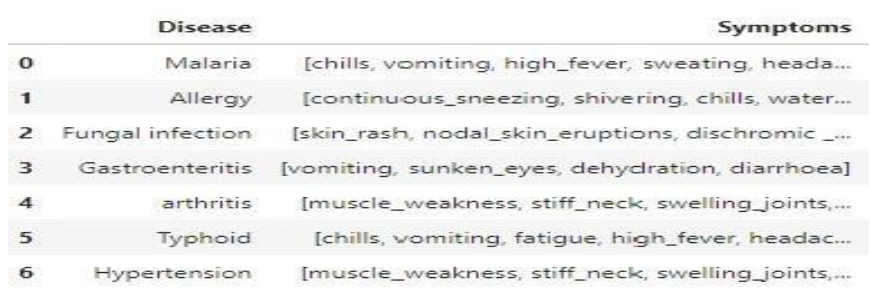 Disease Symptoms
0 Malaria [chills, vomiting, high_fever, sweating, heada...
1 Allergy [continuous_sneezing, shivering, chills, water...
2 Fungal infection [skin_rash, nodal_skin_eruptions, dischromic _...
3 Gastroenteritis [vomiting, sunken_eyes, dehydration, diarrhoea]
4 arthritis [muscle_weakness, stiff_neck, swelling_joints,...
5 Typhoid [chills, vomiting, fatigue, high_fever, headac...
6 Hypertension [muscle_weakness, stiff_neck, swelling_joints,...